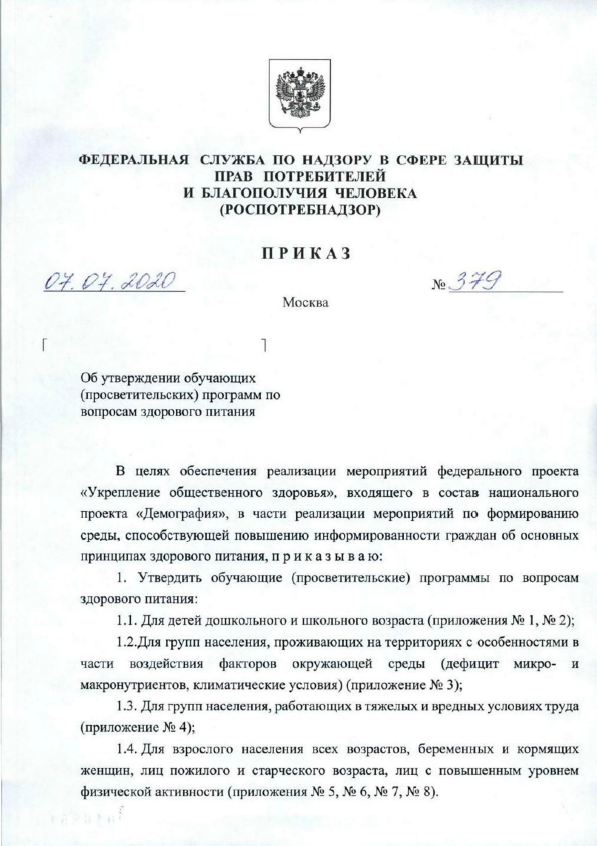 ФЕДЕРАЛЬНАЯ СЛУЖБА ПО НАДЗОРУ В СФЕРЕ ЗАЩИТЫ
ПРАВ ПОТРЕБИТЕЛЕЙ
И БЛАГОПОЛУЧИЯ ЧЕЛОВЕКА
(РОСПОТРЕБНАДЗОР)
П Р И К А З
07.07.2020 № 379
Москва
Об утверждении обучающих
(просветительских) программ по
вопросам здорового питания
В целях обеспечения реализации мероприятий федерального проекта
«Укрепление общественного здоровья», входящего в состав национального
проекта «Демография», в части реализации мероприятий по формированию
среды, способствующей повышению информированности граждан об основных
принципах здорового питания, п р и к а з ы в а ю:
1. Утвердить обучающие (просветительские) программы по вопросам
здорового питания:
1.1. Для детей дошкольного и школьного возраста (приложения № 1, № 2);
1.2.Для групп населения, проживающих на территориях с особенностями в
части воздействия факторов окружающей среды (дефицит микро- и
макронутриентов, климатические условия) (приложение № 3);
1.3. Для групп населения, работающих в тяжелых и вредных условиях труда
(приложение № 4);
1.4. Для взрослого населения всех возрастов, беременных и кормящих
женщин, лиц пожилого и старческого возраста, лиц с повышенным уровнем
физической активности (приложения № 5, № 6, № 7, № 8).